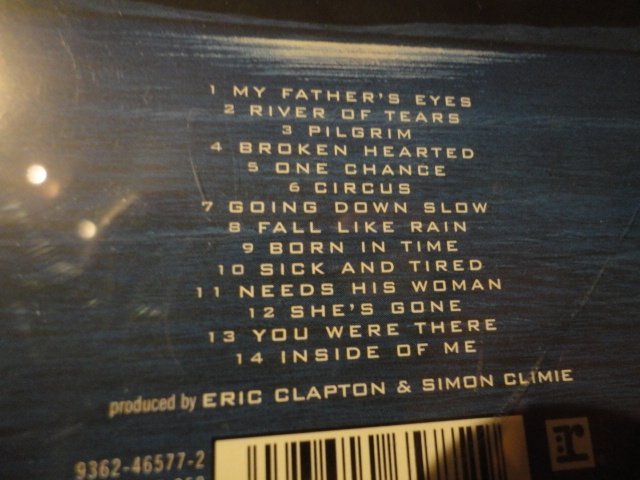 1 MY FATHER'S EYES
2 RIVER OF TEARS
3 PILGRIM
4 BROKEN HEARTED
5 ONE CHANCE
6 CIRCUS
7 GOING DOWN SLOW
8 FALL LIKE RAIN
9 BORN IN TIME
10 SICK AND TIRED
11 NEEDS HIS WOMAN
12 SHE'S GONE
13 YOU WERE THERE
14 INSIDE OF ME
produced by ERIC CLAPTON & SIMON CLIMIE
9362-46577-2
r